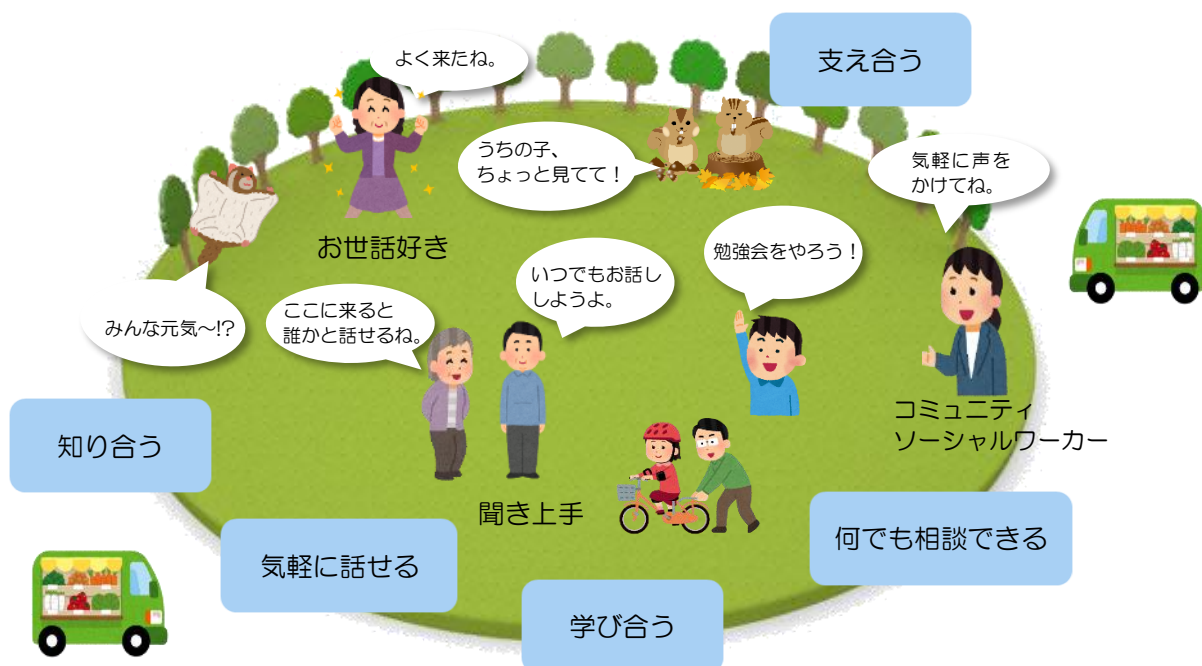 よく来たね。
支え合う
うちの子、
ちょっと見てて！
気軽に声を
かけてね。
お世話好き
勉強会をやろう！
いつでもお話し
しようよ。
みんな元気～!?
ここに来ると
誰かと話せるね。
コミュニティ
ソーシャルワーカー
知り合う
聞き上手
気軽に話せる
何でも相談できる
学び合う